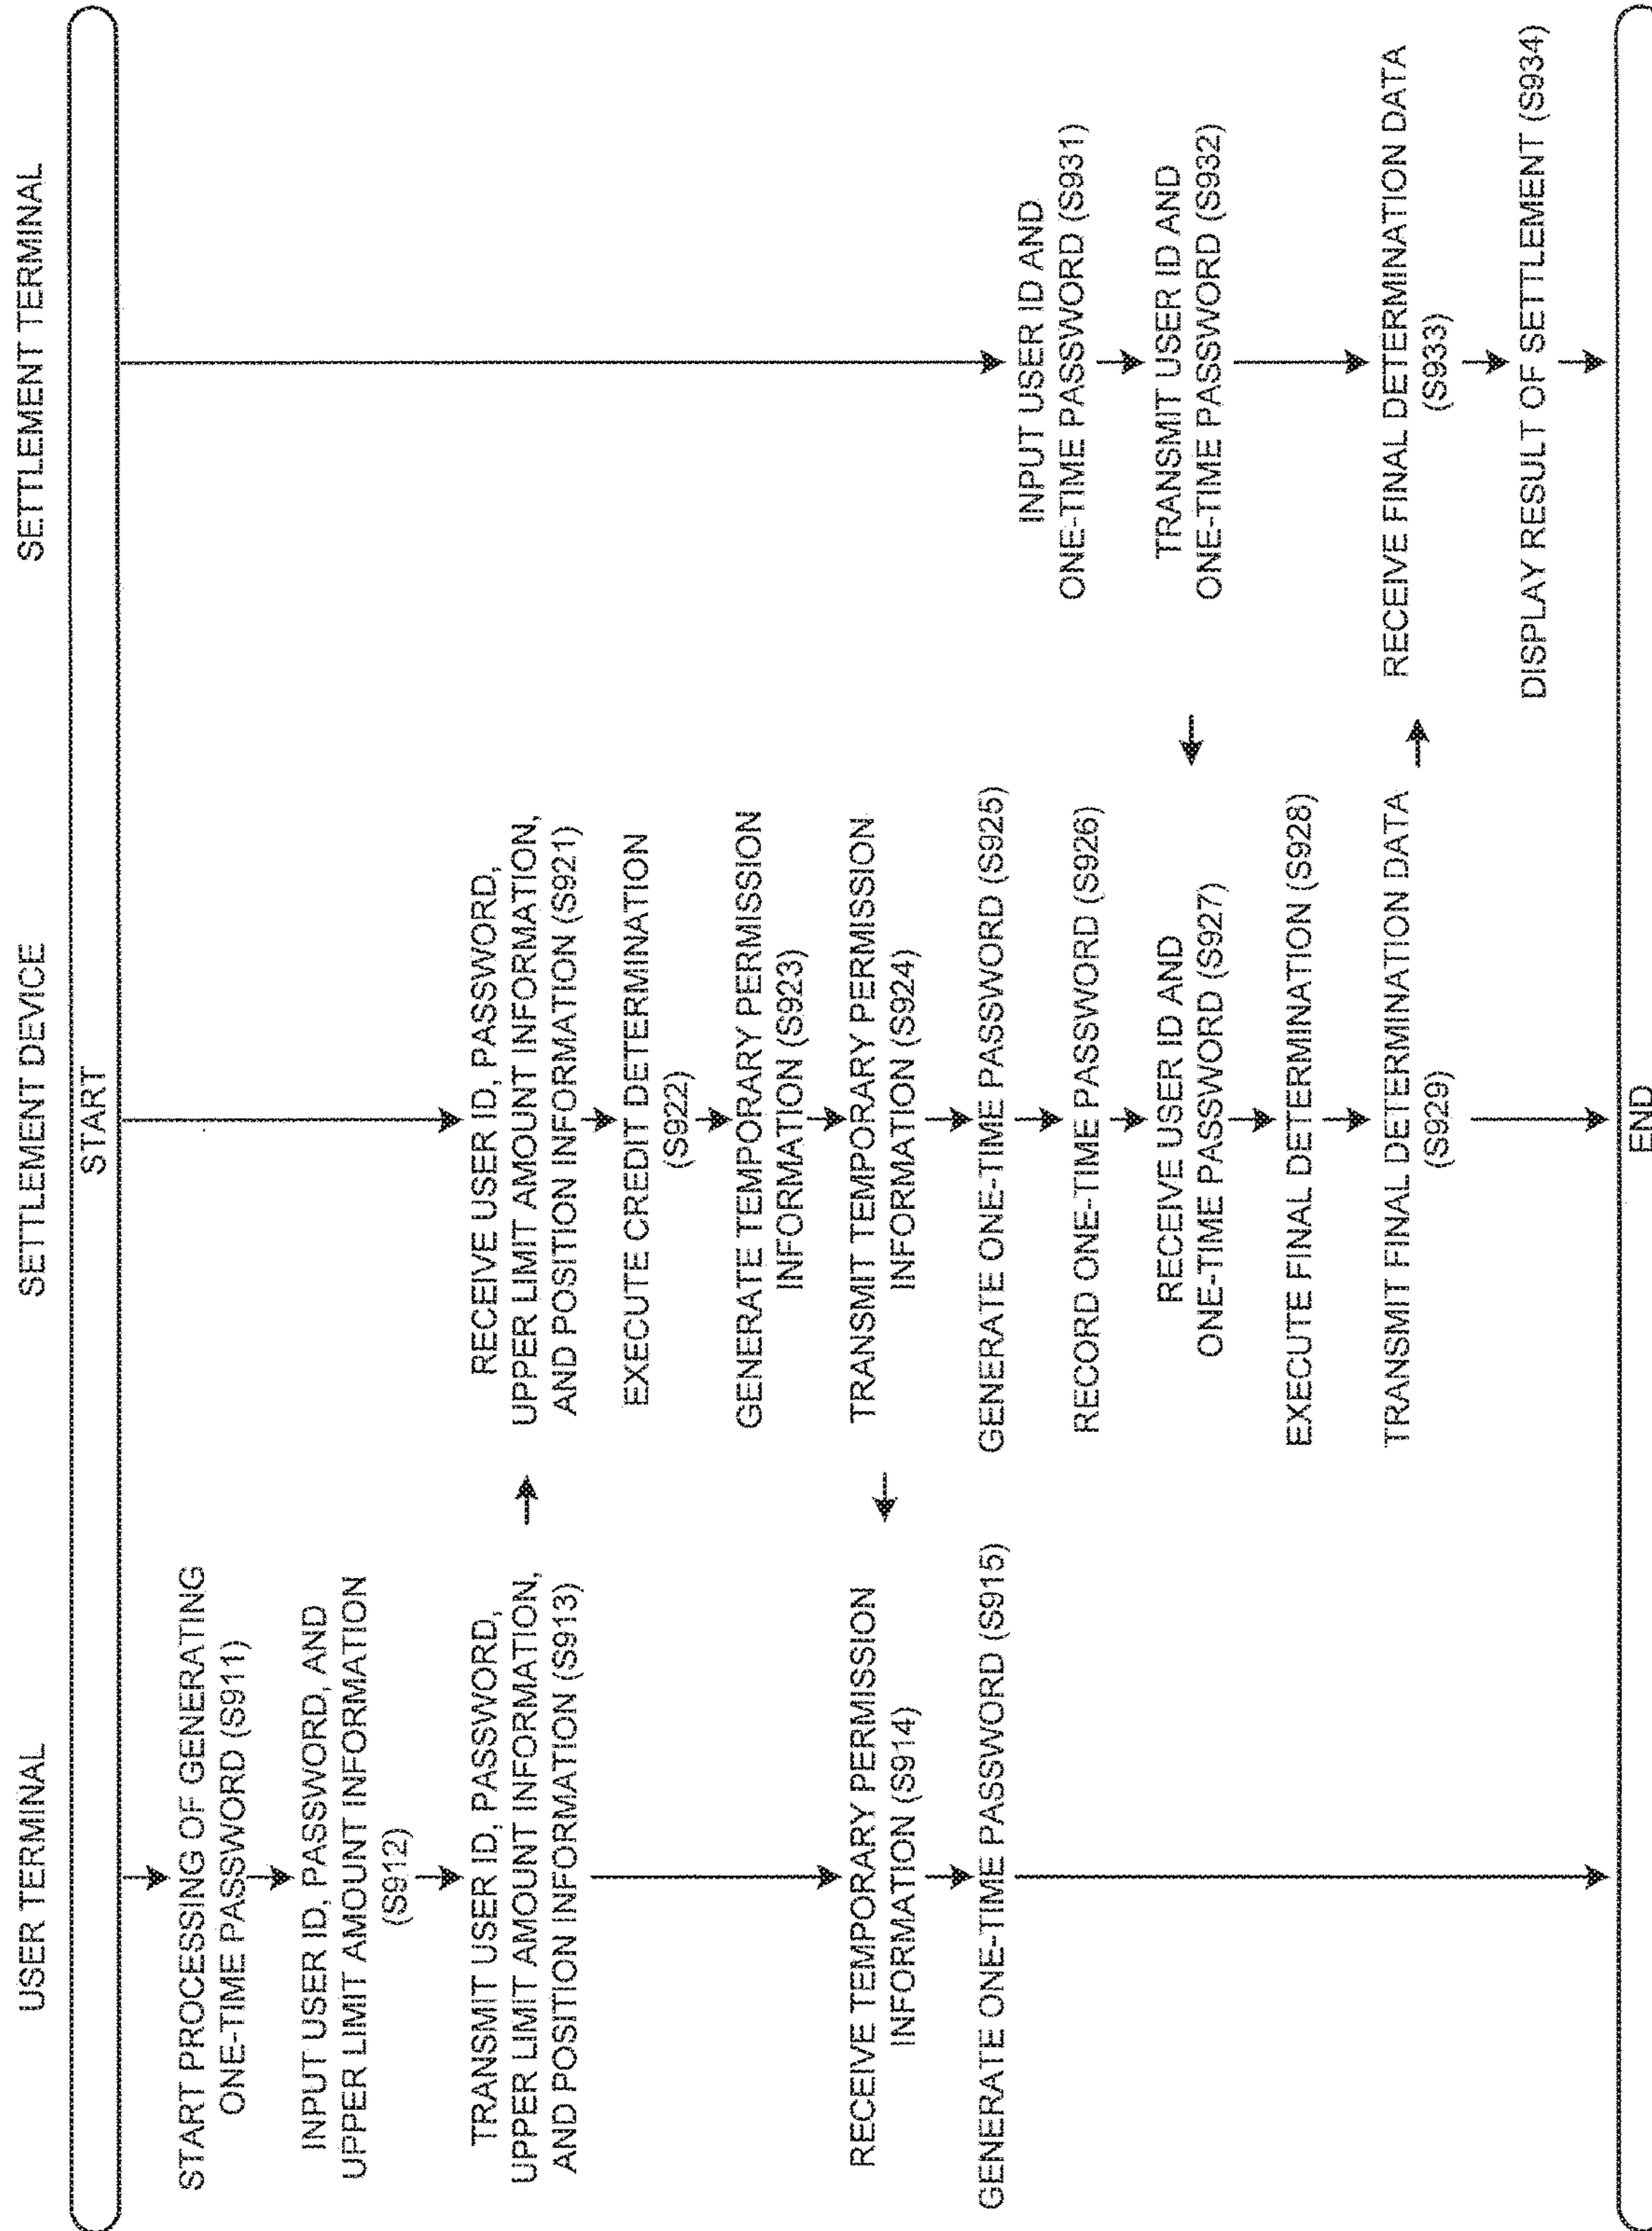 USER TERMINAL
SETTLEMENT DEVICE
SETTLEMENT TERMINAL
START
START PROCESSING OF GENERATING
ONE-TIME PASSWORD (S911)
INPUT USER ID, PASSWORD, AND
UPPER LIMIT AMOUNT INFORMATION
(S912)
TRANSMIT USER ID, PASSWORD,
UPPER LIMIT AMOUNT INFORMATION,
AND POSITION INFORMATION (S913)
RECEIVE TEMPORARY PERMISSION
INFORMATION (S914)
GENERATE ONE-TIME PASSWORD (S915)
RECEIVE USER ID, PASSWORD,
UPPER LIMIT AMOUNT INFORMATION,
AND POSITION INFORMATION (S921)
EXECUTE CREDIT DETERMINATION
(S922)
GENERATE TEMPORARY PERMISSION
INFORMATION (S923)
TRANSMIT TEMPORARY PERMISSION
INFORMATION (S924)
GENERATE ONE-TIME PASSWORD (S925)
RECORD ONE-TIME PASSWORD (S926)
RECEIVE USER ID AND
ONE-TIME PASSWORD (S927)
EXECUTE FINAL DETERMINATION (S928)
TRANSMIT FINAL DETERMINATION DATA
(S929)
INPUT USER ID AND
ONE-TIME PASSWORD (S931)
TRANSMIT USER ID AND
ONE-TIME PASSWORD (S932)
RECEIVE FINAL DETERMINATION DATA
(S933)
DISPLAY RESULT OF SETTLEMENT (S934)
END